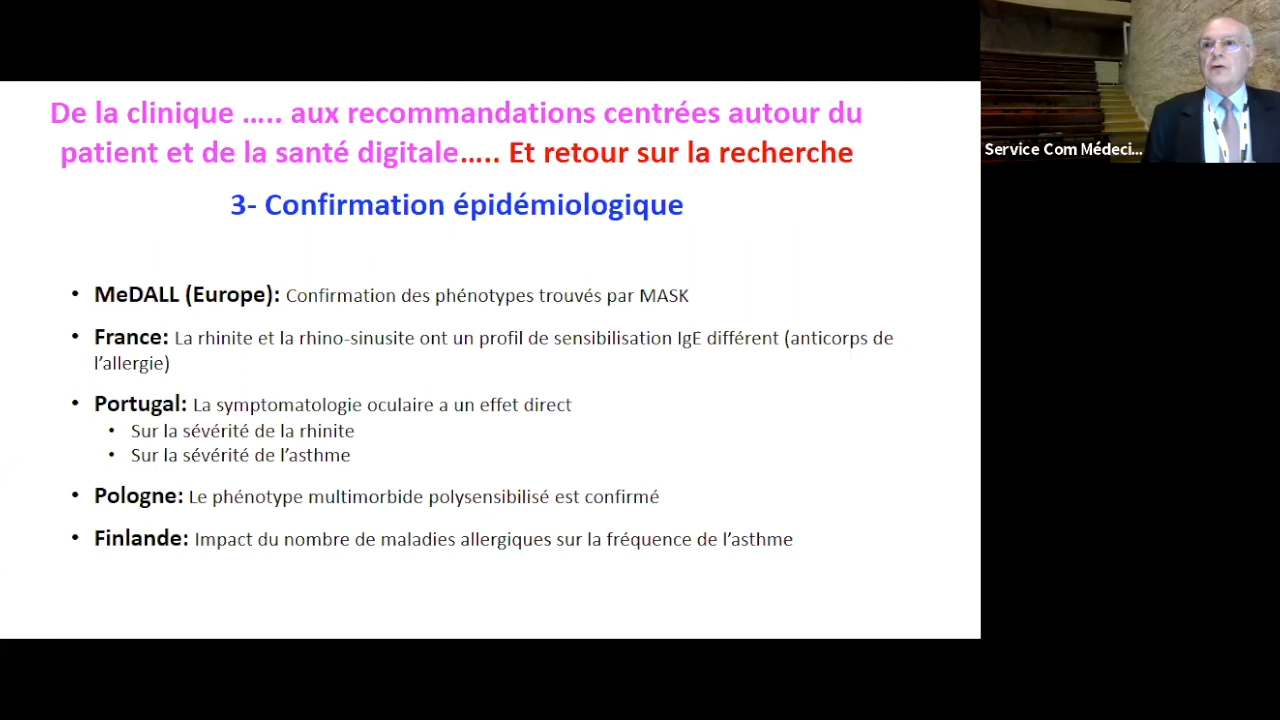 De la clinique ….. aux recommandations centrées autour du
patient et de la santé digitale….. Et retour sur la recherche
3- Confirmation épidémiologique
• MeDALL (Europe): Confirmation des phénotypes trouvés par MASK
• France: La rhinite et la rhino-sinusite ont un profil de sensibilisation IgE différent (anticorps de
l’allergie)
• Portugal: La symptomatologie oculaire a un effet direct
• Sur la sévérité de la rhinite
• Sur la sévérité de l’asthme
• Pologne: Le phénotype multimorbide polysensibilisé est confirmé
• Finlande: Impact du nombre de maladies allergiques sur la fréquence de l’asthme
Service Com Médeci...